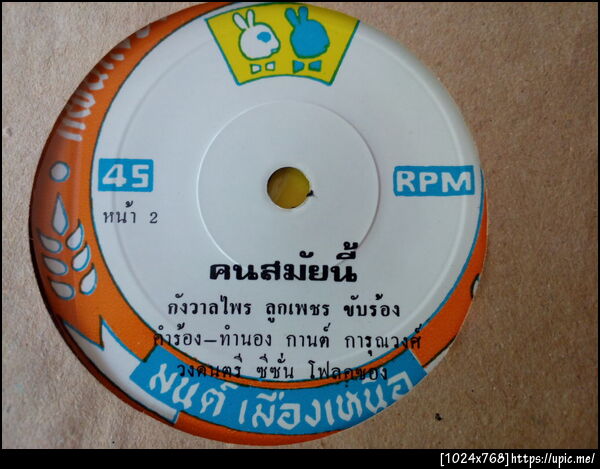 45
RPM
หน้า 2
คนสมัยนี้
กังวาลไพร ลูกเพชร ขับร้อง
คำร้อง-ทำนอง กานต์ การุณวงศ์
วงดนตรี ซีซั่น โฟลคซอง
มนต์เมืองเหนือ
[1024x768]https://upic.me/